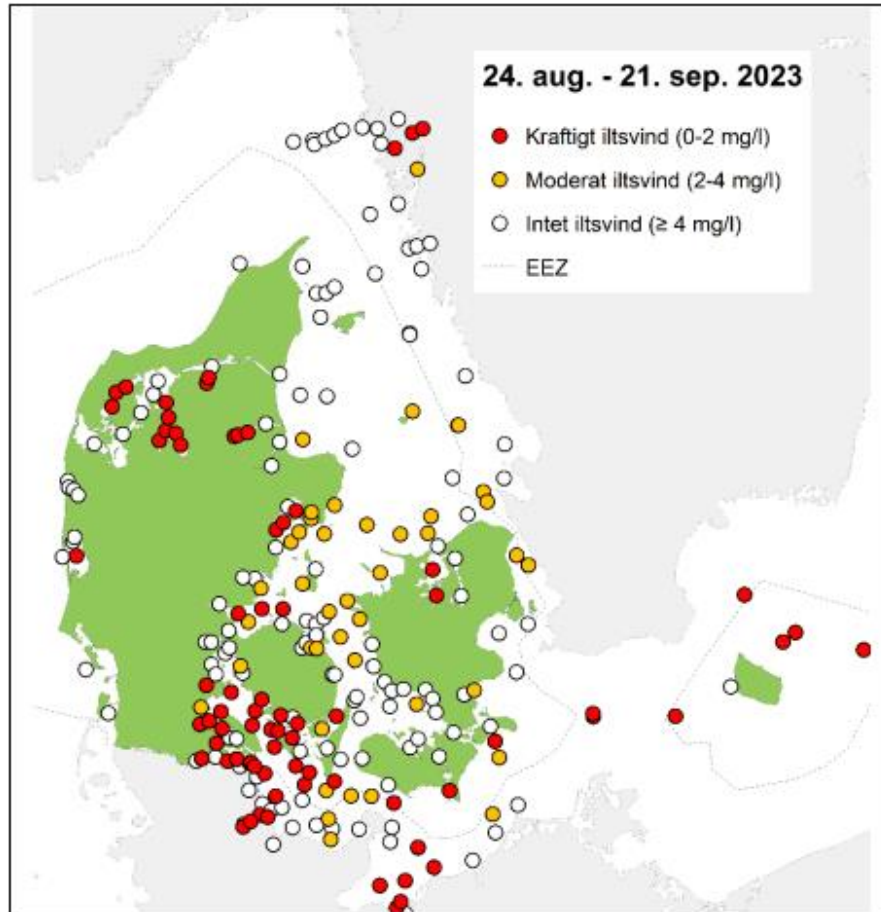 24. aug. - 21. sep. 2023
Kraftigt iltsvind (0-2 mg/l)
Moderat iltsvind (2-4 mg/l)
Intet iltsvind (≥ 4 mg/l)
EEZ